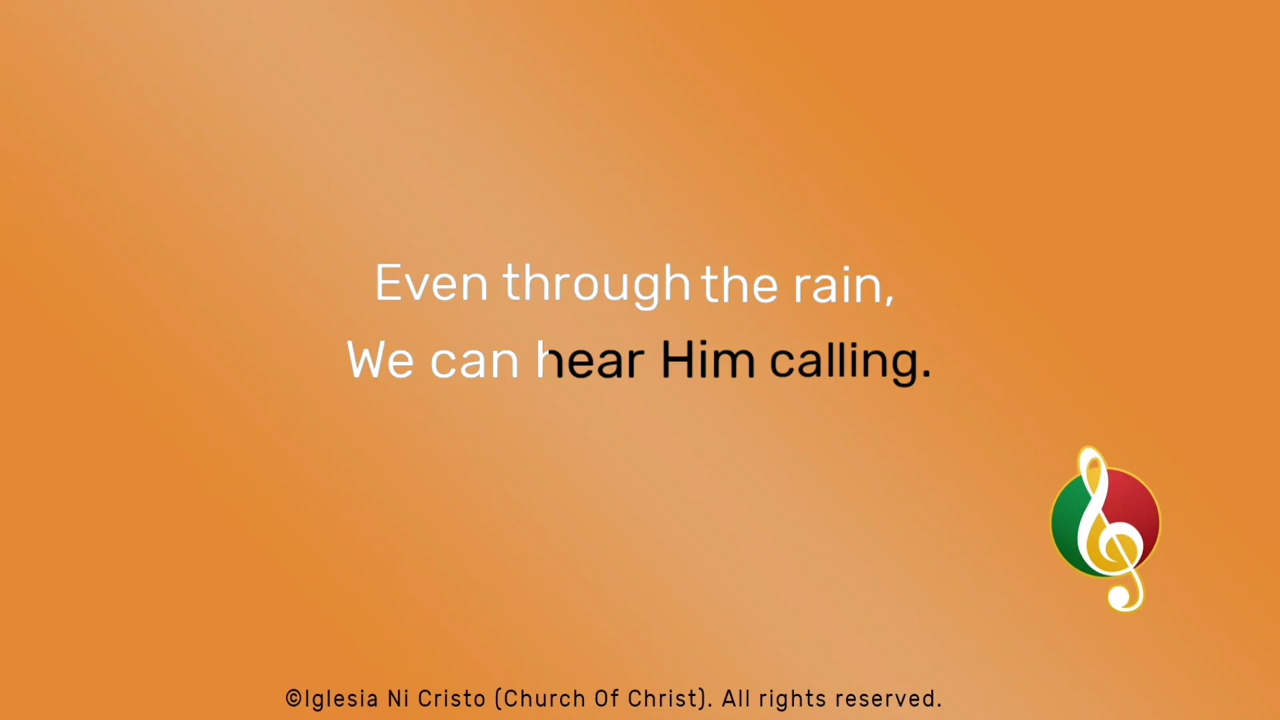 Even through the rain,
We can hear Him calling.
©Iglesia Ni Cristo (Church Of Christ). All rights reserved.